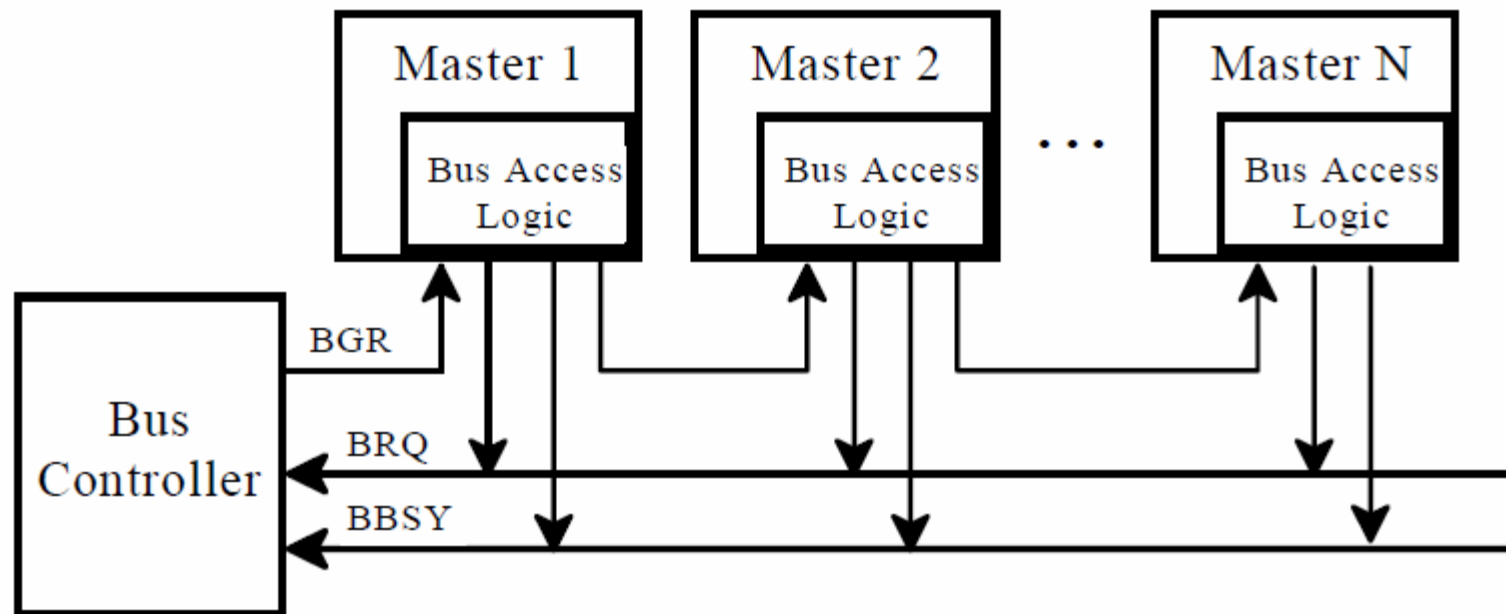 Master 1
Master 2
Master N
Bus Access
Logic
Bus Access
Logic
...
Bus Access
Logic
BGR
Bus
Controller
BRQ
BBSY